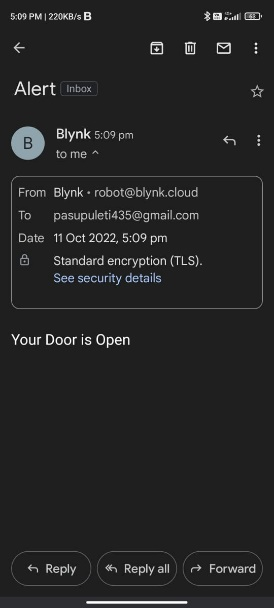 5:09 PM | 220KB/s B
Alert Inbox
B
Blynk 5:09 pm
to me
From Blynk • robot@blynk.cloud
To pasupuleti435@gmail.com
Date 11 Oct 2022, 5:09 pm
Standard encryption (TLS).
See security details
Your Door is Open
Reply Reply all Forward